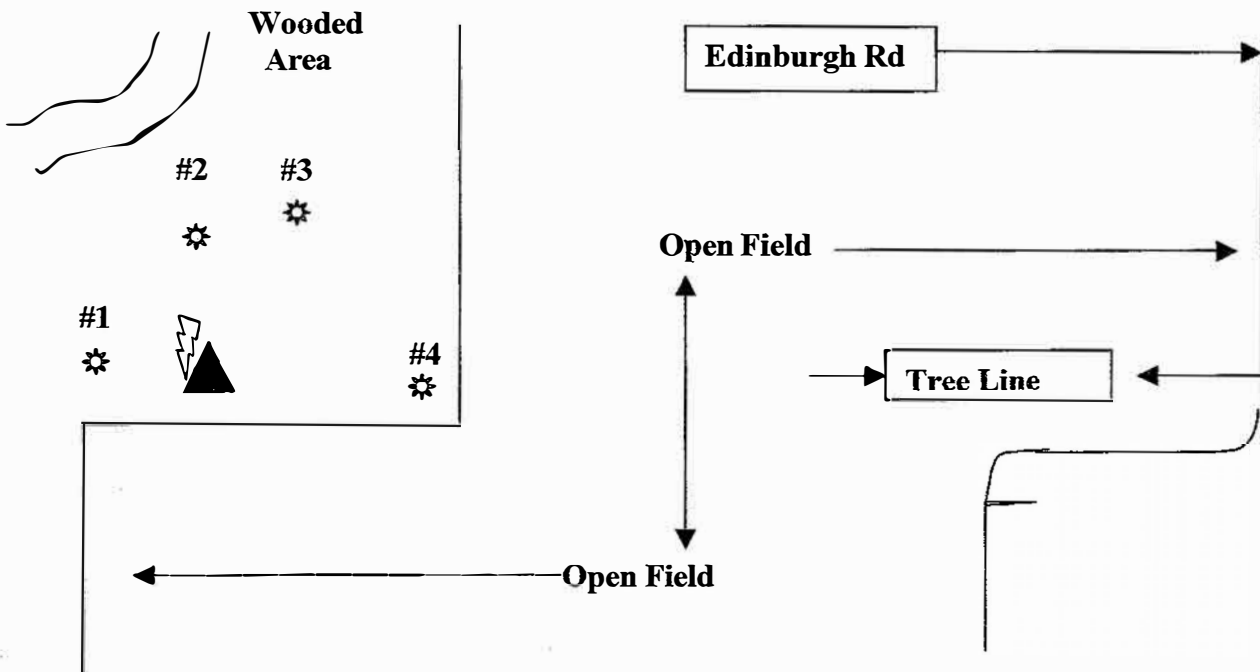 Wooded
Area
Edinburgh Rd
#2
#3
Open Field
#1
#4
Tree Line
Open Field